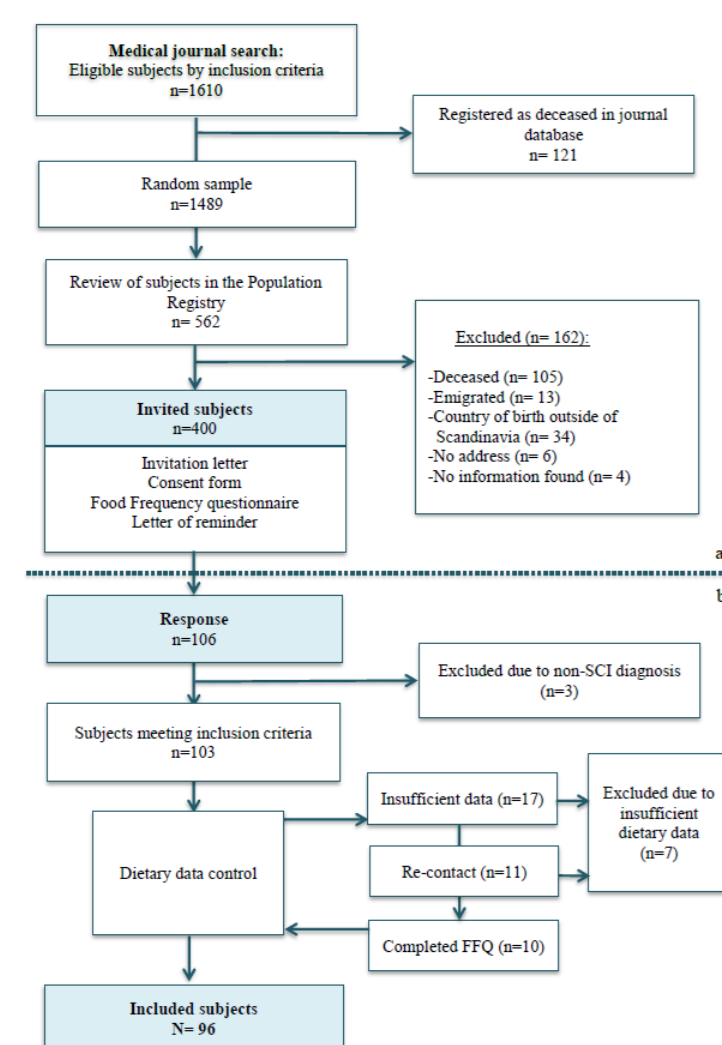 Medical journal search:
Eligible subjects by inclusion criteria
n=1610
Registered as deceased in journal
database
n= 121
Random sample
n=1489
Review of subjects in the Population
Registry
n= 562
Excluded (n= 162):
-Deceased (n= 105)
-Emigrated (n= 13)
-Country of birth outside of
Scandinavia (n= 34)
-No address (n= 6)
-No information found (n= 4)
Invited subjects
n=400
Invitation letter
Consent form
Food Frequency questionnaire
Letter of reminder
a
b
Response
n=106
Excluded due to non-SCI diagnosis
(n=3)
Subjects meeting inclusion criteria
n=103
Dietary data control
Insufficient data (n=17)
Re-contact (n=11)
Completed FFQ (n=10)
Excluded due to
insufficient
dietary data
(n=7)
Included subjects
N= 96